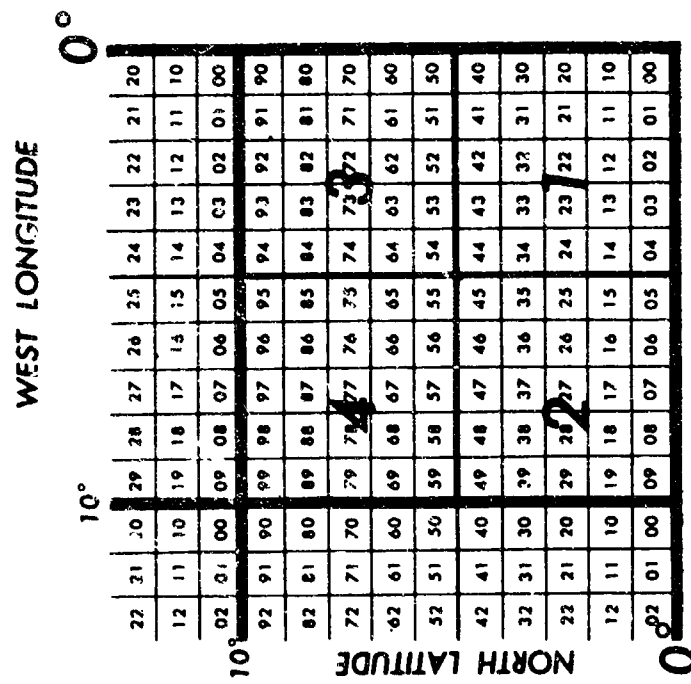 WEST LONGITUDE
10° 0°
22 21 20 29 28 27 26 25 24 23 22 21 20
12 11 10 19 18 17 16 15 14 13 12 11 10
02 01 00 09 08 07 06 05 04 03 02 01 00
10°
92 91 90 99 98 97 96 95 94 93 92 91 90
82 81 80 89 88 87 86 85 84 83 82 81 80
72 71 70 79 78 77 76 75 74 73 72 71 70
4 3
62 61 60 69 68 67 66 65 64 63 62 61 60
52 51 50 59 58 57 56 55 54 53 52 51 50
42 41 40 49 48 47 46 45 44 43 42 41 40
32 31 30 39 38 37 36 35 34 33 32 31 30
22 21 20 29 28 27 26 25 24 23 22 21 20
2 1
12 11 10 19 18 17 16 15 14 13 12 11 10
02 01 00 09 08 07 06 05 04 03 02 01 00
0°
NORTH LATITUDE